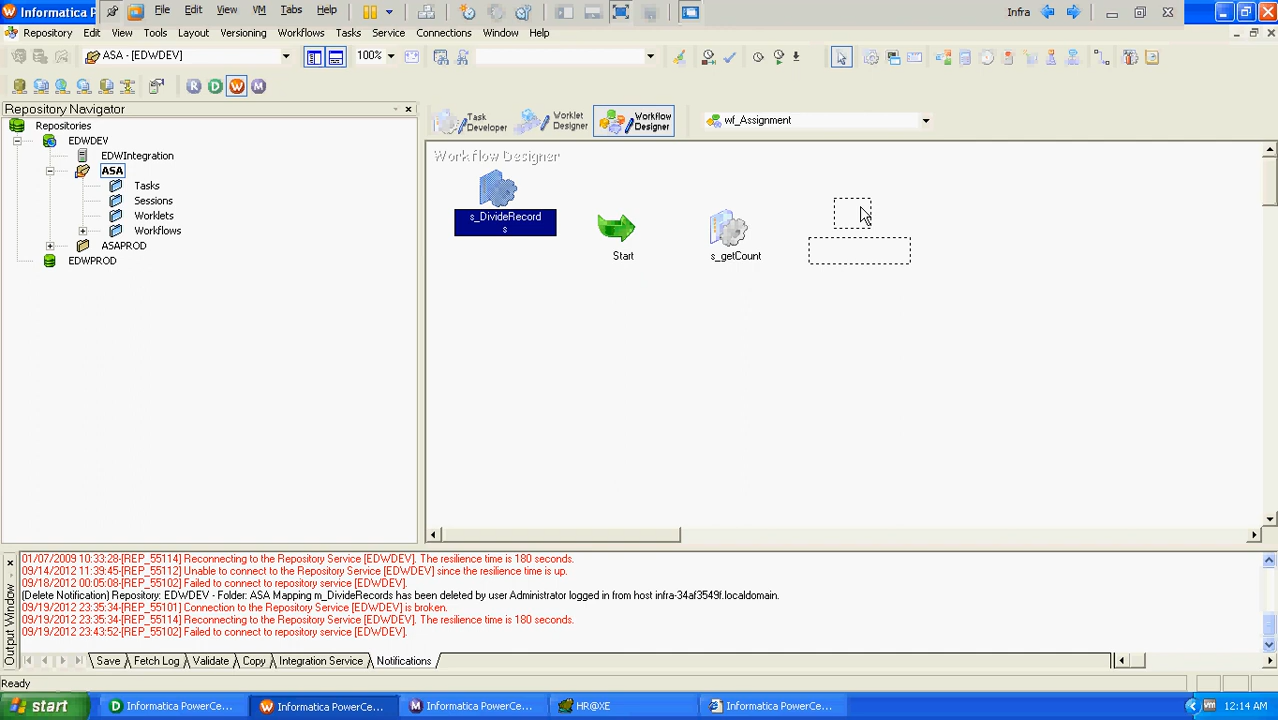 Informatica P
File Edit View VM Tabs Help
Infra
Repository Edit View Tools Layout Versioning Workflows Tasks Service Connections Window Help
ASA - [EDWDEV]
100%
R D W M
Repository Navigator
Task Developer
Worklet Designer
Workflow Designer
wf_Assignment
Repositories
EDWDEV
EDWIntegration
ASA
Tasks
Sessions
Worklets
Workflows
ASAPROD
EDWPROD
Workflow Designer
s_DivideRecord
s
Start
s_getCount
Output Window
01/07/2009 10:33:28-[REP_55114] Reconnecting to the Repository Service [EDWDEV]. The resilience time is 180 seconds.
09/14/2012 11:39:45-[REP_55112] Unable to connect to the Repository Service [EDWDEV] since the resilience time is up.
09/18/2012 00:05:08-[REP_55102] Failed to connect to repository service [EDWDEV].
(Delete Notification) Repository: EDWDEV - Folder: ASA Mapping m_DivideRecords has been deleted by user Administrator logged in from host infra-34af3549f.localdomain.
09/19/2012 23:35:34-[REP_55101] Connection to the Repository Service [EDWDEV] is broken.
09/19/2012 23:35:34-[REP_55114] Reconnecting to the Repository Service [EDWDEV]. The resilience time is 180 seconds.
09/19/2012 23:43:52-[REP_55102] Failed to connect to repository service [EDWDEV].
Save Fetch Log Validate Copy Integration Service Notifications
Ready
start
D Informatica PowerCe...
W Informatica PowerCe...
M Informatica PowerCe...
HR@XE
Informatica PowerCe...
vm
12:14 AM